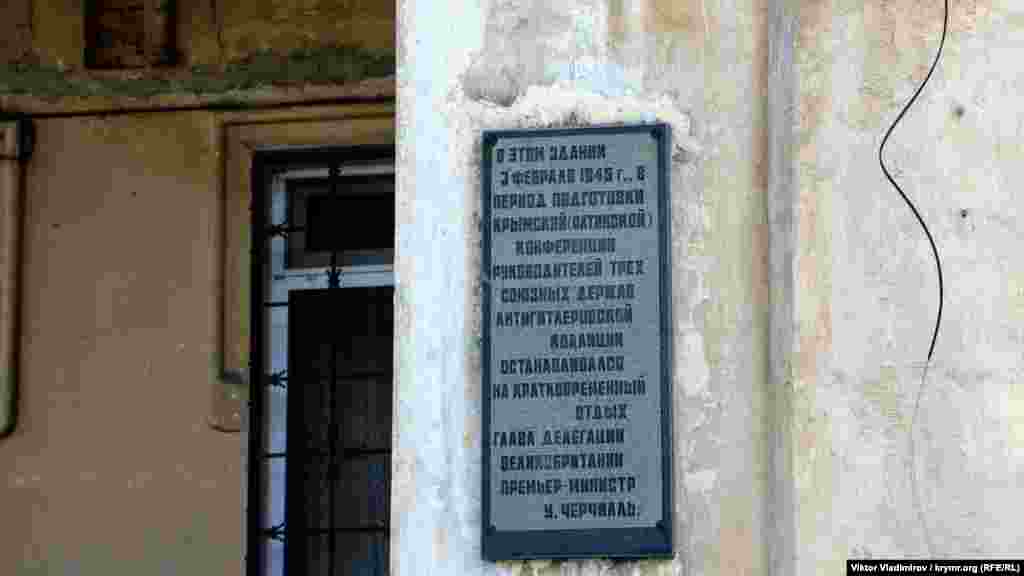 В ЭТОМ ЗДАНИИ
3 ФЕВРАЛЯ 1945 Г., В
ПЕРИОД ПОДГОТОВКИ
КРЫМСКОЙ (ЯЛТИНСКОЙ)
КОНФЕРЕНЦИИ
РУКОВОДИТЕЛЕЙ ТРЕХ
СОЮЗНЫХ ДЕРЖАВ
АНТИГИТЛЕРОВСКОЙ
КОАЛИЦИИ
ОСТАНАВЛИВАЛСЯ
НА КРАТКОВРЕМЕННЫЙ
ОТДЫХ
ГЛАВА ДЕЛЕГАЦИИ
ВЕЛИКОБРИТАНИИ
ПРЕМЬЕР-МИНИСТР
У. ЧЕРЧИЛЛЬ.
Viktor Vladimirov / krymr.org (RFE/RL)